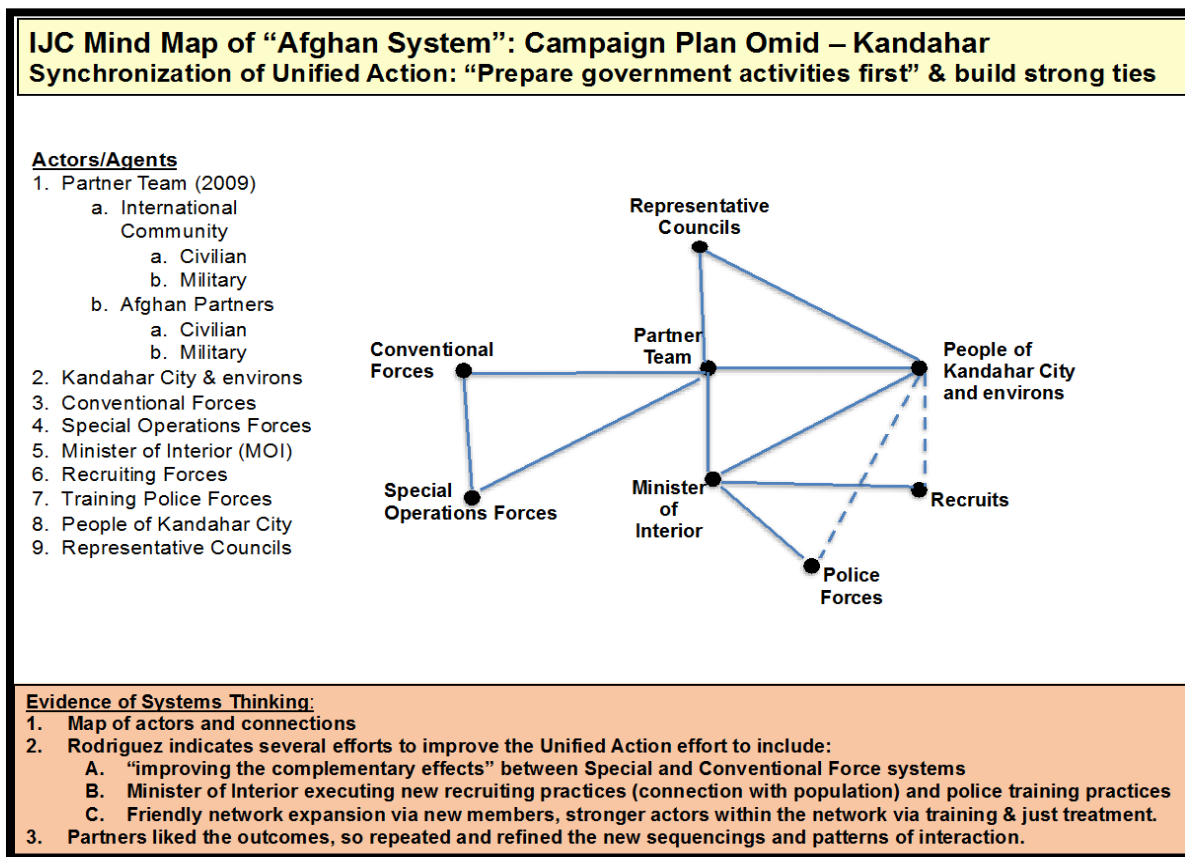 IJC Mind Map of “Afghan System”: Campaign Plan Omid – Kandahar
Synchronization of Unified Action: “Prepare government activities first” & build strong ties
Actors/Agents
1. Partner Team (2009)
a. International
Community
a. Civilian
b. Military
b. Afghan Partners
a. Civilian
b. Military
2. Kandahar City & environs
3. Conventional Forces
4. Special Operations Forces
5. Minister of Interior (MOI)
6. Recruiting Forces
7. Training Police Forces
8. People of Kandahar City
9. Representative Councils
Representative
Councils
Partner
Team
Conventional
Forces
People of
Kandahar City
and environs
Special
Operations Forces
Minister
of
Interior
Recruits
Police
Forces
Evidence of Systems Thinking:
1. Map of actors and connections
2. Rodriguez indicates several efforts to improve the Unified Action effort to include:
A. “improving the complementary effects” between Special and Conventional Force systems
B. Minister of Interior executing new recruiting practices (connection with population) and police training practices
C. Friendly network expansion via new members, stronger actors within the network via training & just treatment.
3. Partners liked the outcomes, so repeated and refined the new sequencings and patterns of interaction.